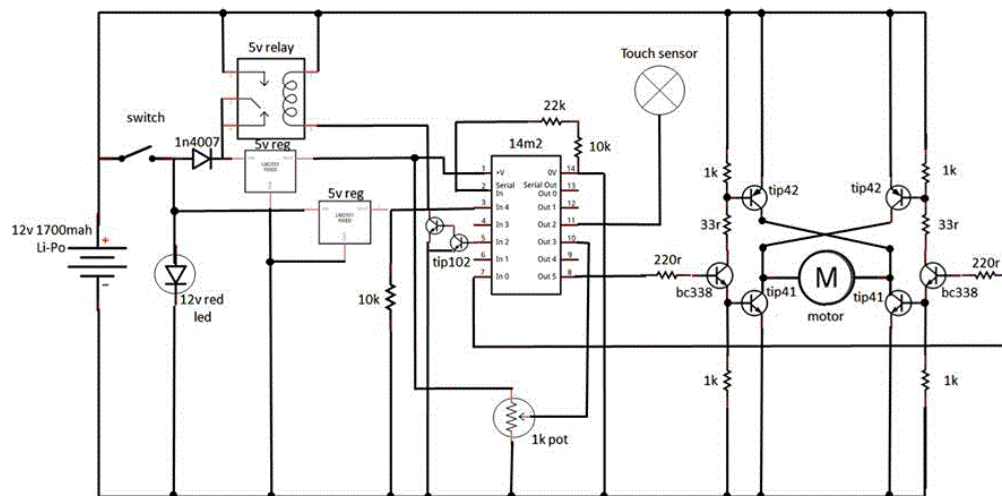 5v relay
Touch sensor
switch
22k
1n4007
5v reg
14m2
10k
1k
tip42
tip42
1k
1
+V
0V
14
2
Serial In
Serial Out
Out 0
13
3
In 4
Out 1
12
4
In 3
Out 2
11
5
In 2
Out 3
10
6
In 1
Out 4
9
7
In 0
Out 5
8
5v reg
33r
33r
12v 1700mah
Li-Po
+
−
tip102
220r
bc338
tip41
M
motor
tip41
bc338
220r
12v red
led
10k
1k
1k
1k pot